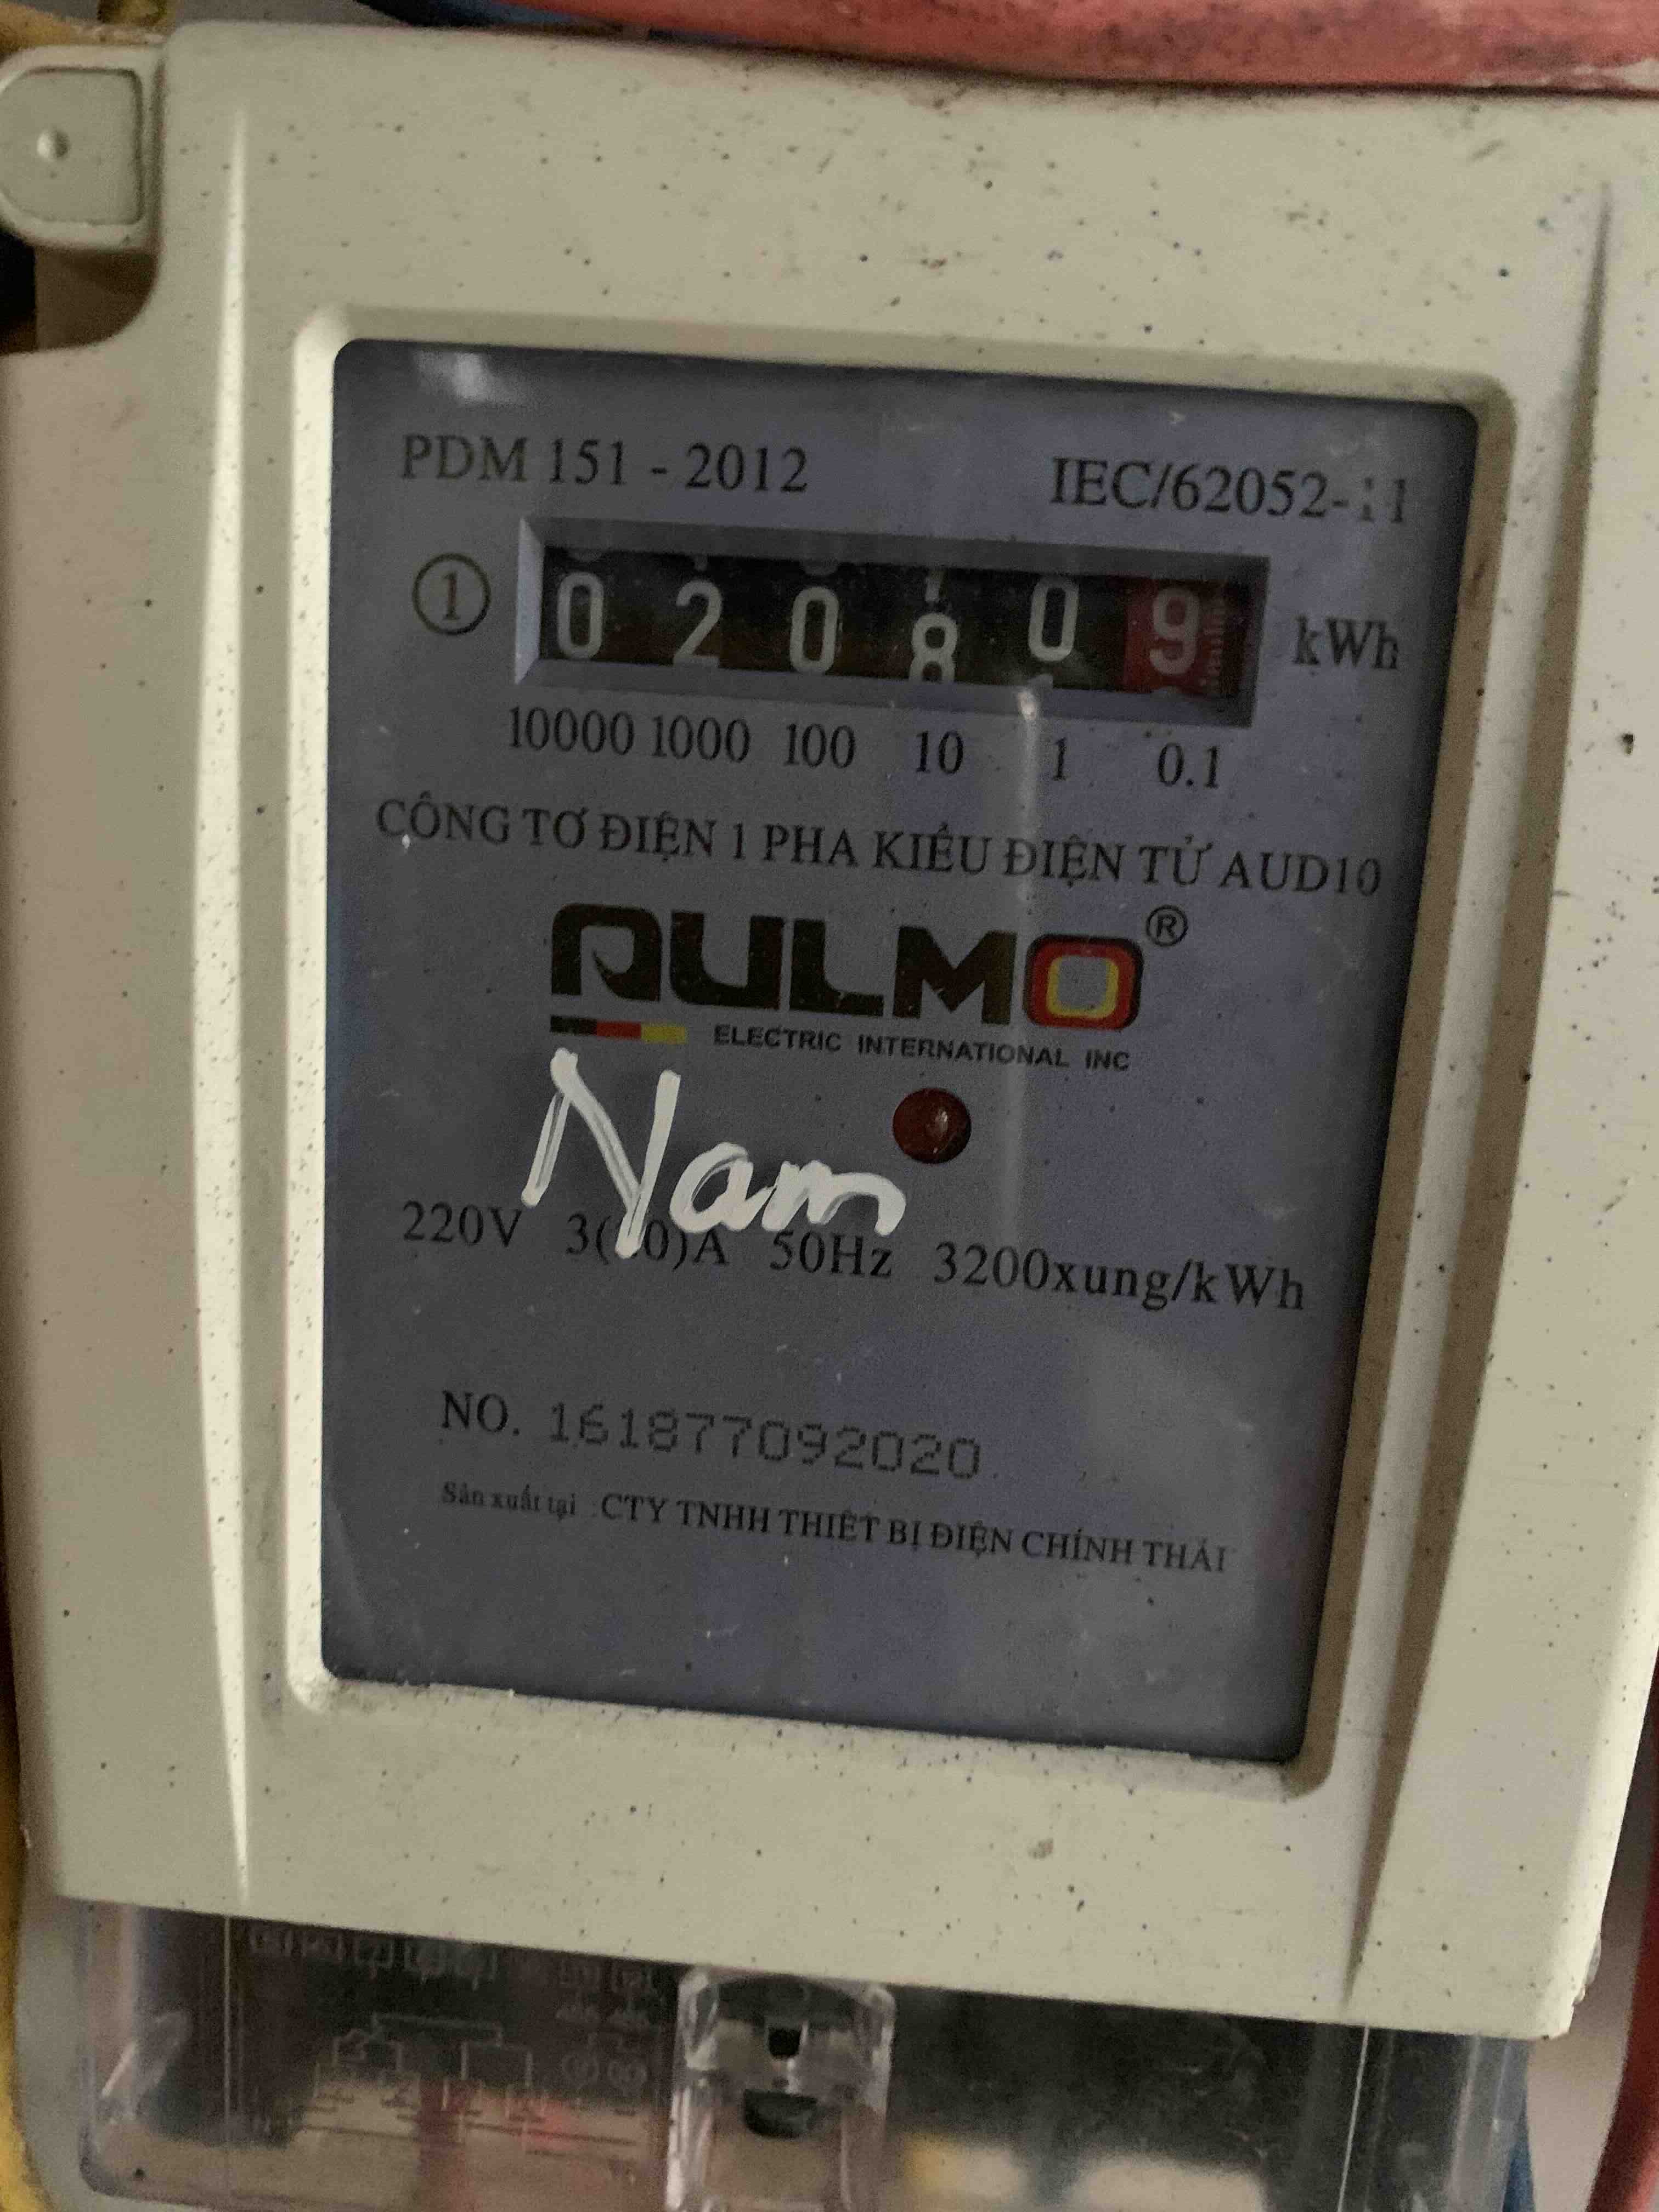 PDM 151 - 2012 IEC/62052-11
① 0 2 0 8 0 9 kWh
10000 1000 100 10 1 0.1
CÔNG TƠ ĐIỆN 1 PHA KIỂU ĐIỆN TỬ AUD10
QULMO ®
ELECTRIC INTERNATIONAL INC
Nam
220V 50Hz 3200xung/kWh
NO. 161877092020
Sản xuất tại : CTY TNHH THIẾT BỊ ĐIỆN CHÍNH THÁI